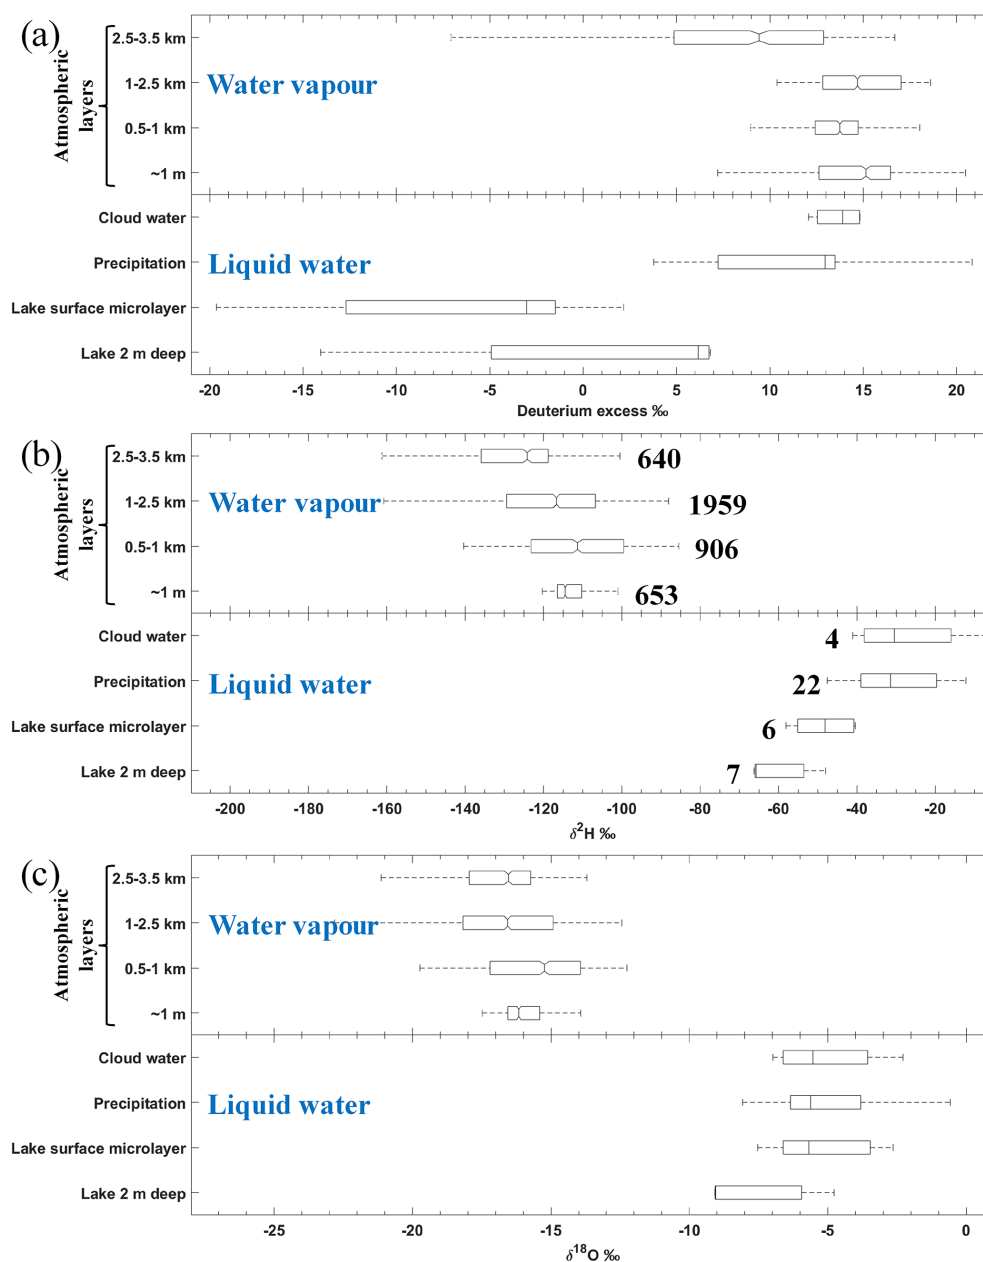 (a)
Atmospheric
layers
2.5-3.5 km
Water vapour
1-2.5 km
0.5-1 km
~1 m
Cloud water
Precipitation
Liquid water
Lake surface microlayer
Lake 2 m deep
-20 -15 -10 -5 0 5 10 15 20
Deuterium excess ‰
(b)
Atmospheric
layers
2.5-3.5 km 640
Water vapour
1-2.5 km 1959
0.5-1 km 906
~1 m 653
Cloud water 4
Precipitation 22
Liquid water
Lake surface microlayer 6
Lake 2 m deep 7
-200 -180 -160 -140 -120 -100 -80 -60 -40 -20
δ²H ‰
(c)
Atmospheric
layers
2.5-3.5 km
Water vapour
1-2.5 km
0.5-1 km
~1 m
Cloud water
Precipitation
Liquid water
Lake surface microlayer
Lake 2 m deep
-25 -20 -15 -10 -5 0
δ¹⁸O ‰